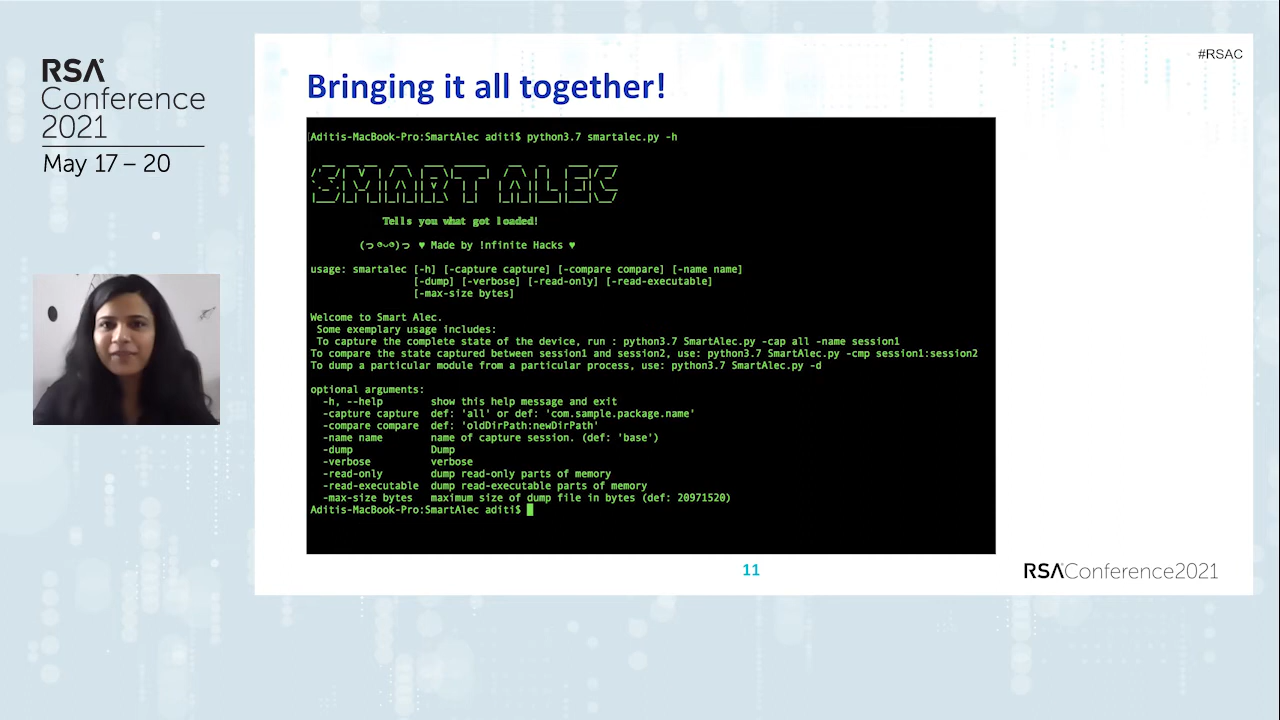 RSA
Conference
2021
May 17 – 20
#RSAC
Bringing it all together!
[Aditis-MacBook-Pro:SmartAlec aditi$ python3.7 smartalec.py -h
SMART ALEC
Tells you what got loaded!
(っ◔◡◔)っ ♥ Made by !nfinite Hacks ♥
usage: smartalec [-h] [-capture capture] [-compare compare] [-name name]
[-dump] [-verbose] [-read-only] [-read-executable]
[-max-size bytes]
Welcome to Smart Alec.
Some exemplary usage includes:
To capture the complete state of the device, run : python3.7 SmartAlec.py -cap all -name session1
To compare the state captured between session1 and session2, use: python3.7 SmartAlec.py -cmp session1:session2
To dump a particular module from a particular process, use: python3.7 SmartAlec.py -d
optional arguments:
-h, --help show this help message and exit
-capture capture def: 'all' or def: 'com.sample.package.name'
-compare compare def: 'oldDirPath:newDirPath'
-name name name of capture session. (def: 'base')
-dump Dump
-verbose verbose
-read-only dump read-only parts of memory
-read-executable dump read-executable parts of memory
-max-size bytes maximum size of dump file in bytes (def: 20971520)
Aditis-MacBook-Pro:SmartAlec aditi$
11
RSAConference2021